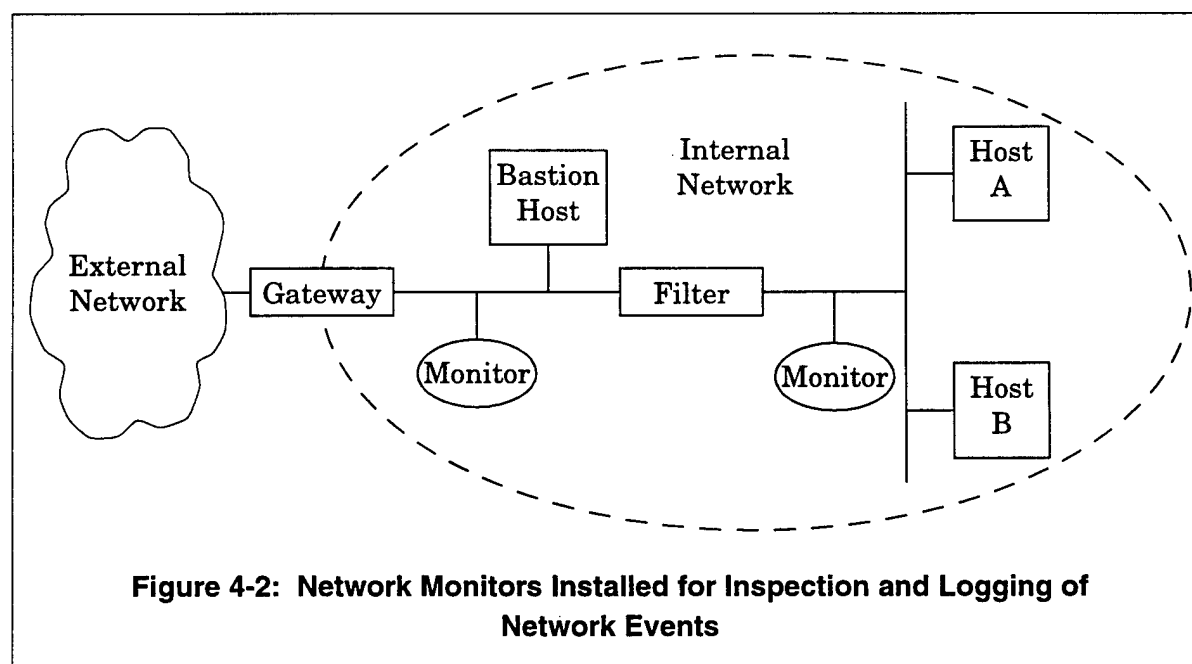 External
Network
Gateway
Monitor
Bastion
Host
Internal
Network
Filter
Monitor
Host
A
Host
B
Figure 4-2: Network Monitors Installed for Inspection and Logging of
Network Events